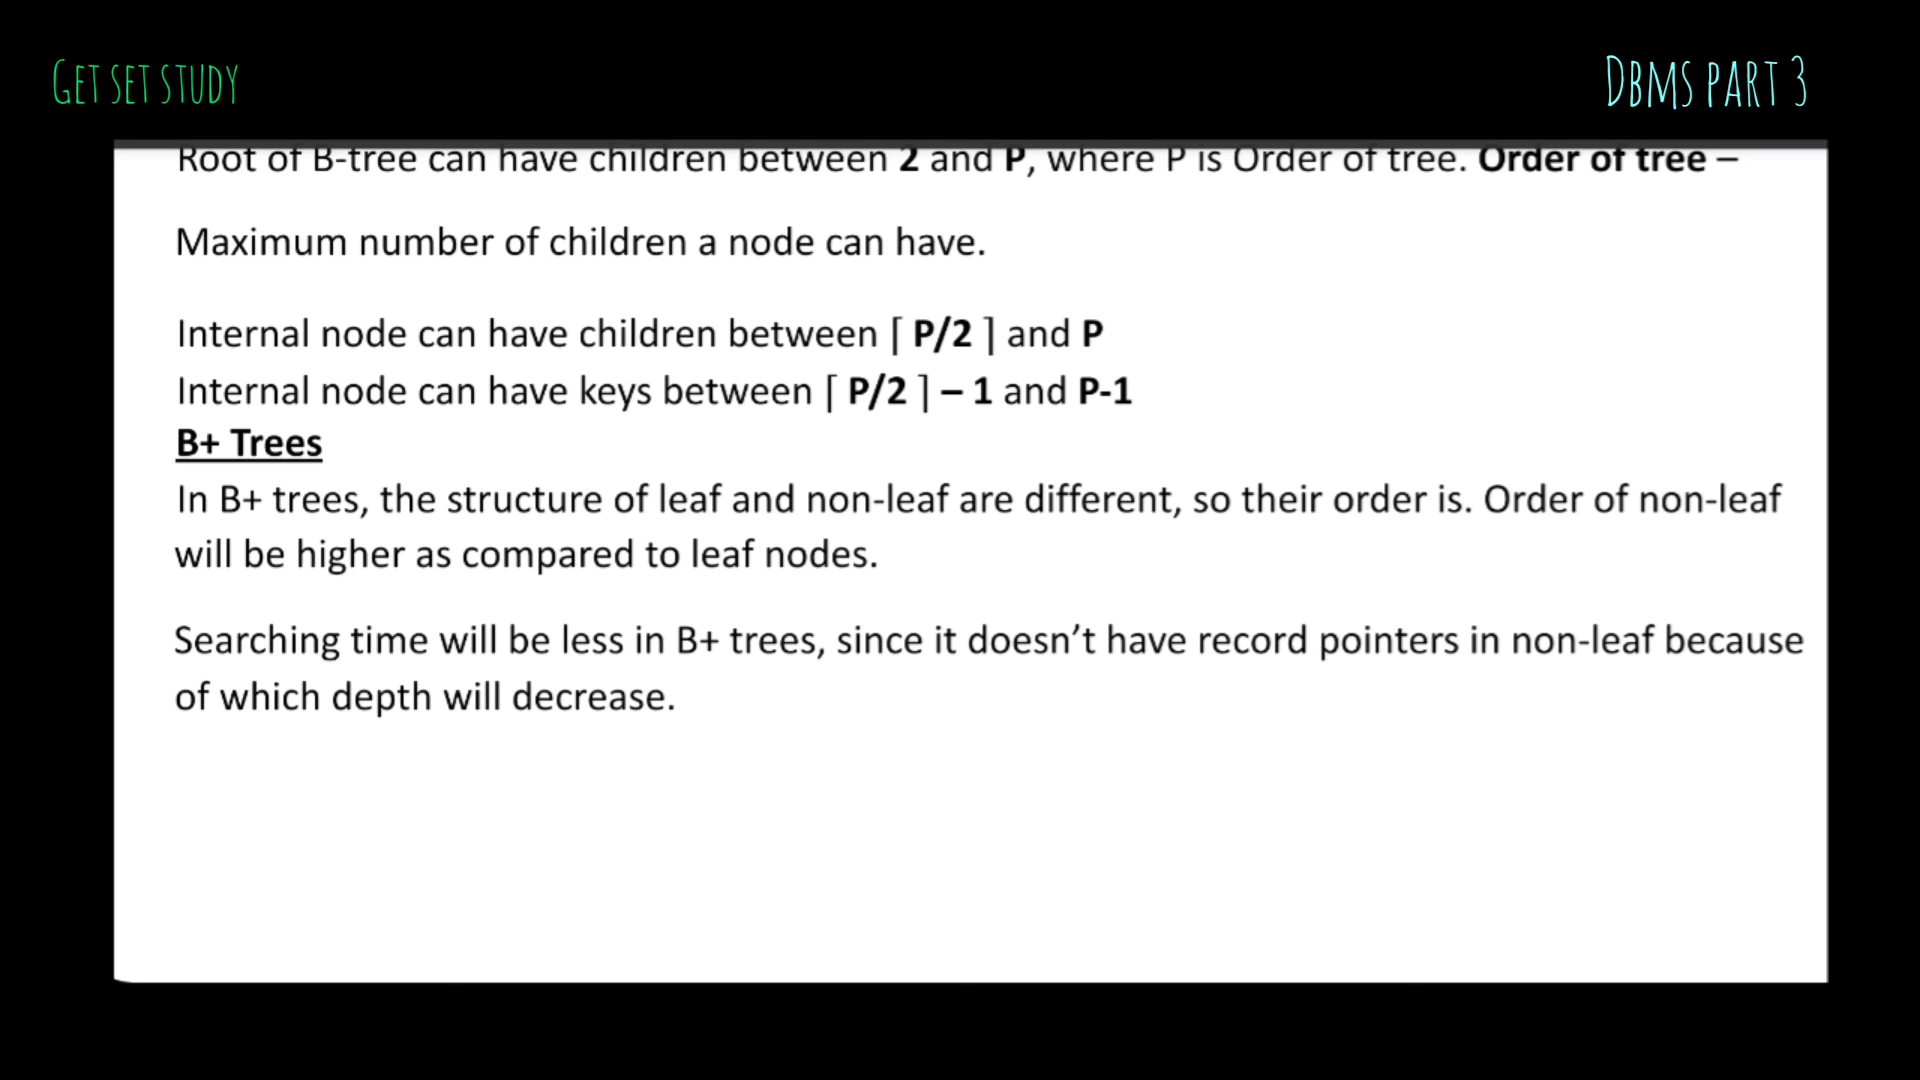 GET SET STUDY
DBMS PART 3
Root of B-tree can have children between 2 and P, where P is Order of tree. Order of tree –
Maximum number of children a node can have.
Internal node can have children between ⌈ P/2 ⌉ and P
Internal node can have keys between ⌈ P/2 ⌉ – 1 and P-1
B+ Trees
In B+ trees, the structure of leaf and non-leaf are different, so their order is. Order of non-leaf
will be higher as compared to leaf nodes.
Searching time will be less in B+ trees, since it doesn’t have record pointers in non-leaf because
of which depth will decrease.